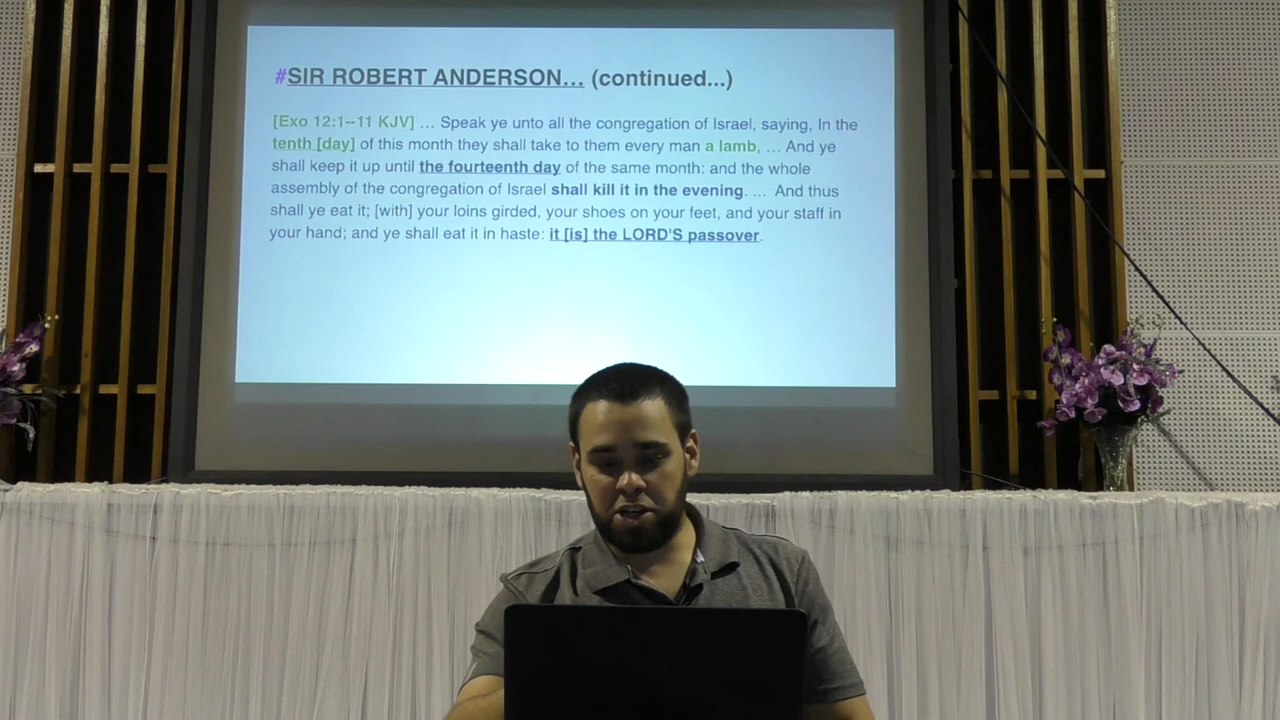 #SIR ROBERT ANDERSON... (continued...)
[Exo 12:1–11 KJV] ... Speak ye unto all the congregation of Israel, saying, In the
tenth [day] of this month they shall take to them every man a lamb, ... And ye
shall keep it up until the fourteenth day of the same month: and the whole
assembly of the congregation of Israel shall kill it in the evening. ... And thus
shall ye eat it; [with] your loins girded, your shoes on your feet, and your staff in
your hand; and ye shall eat it in haste: it [is] the LORD'S passover.